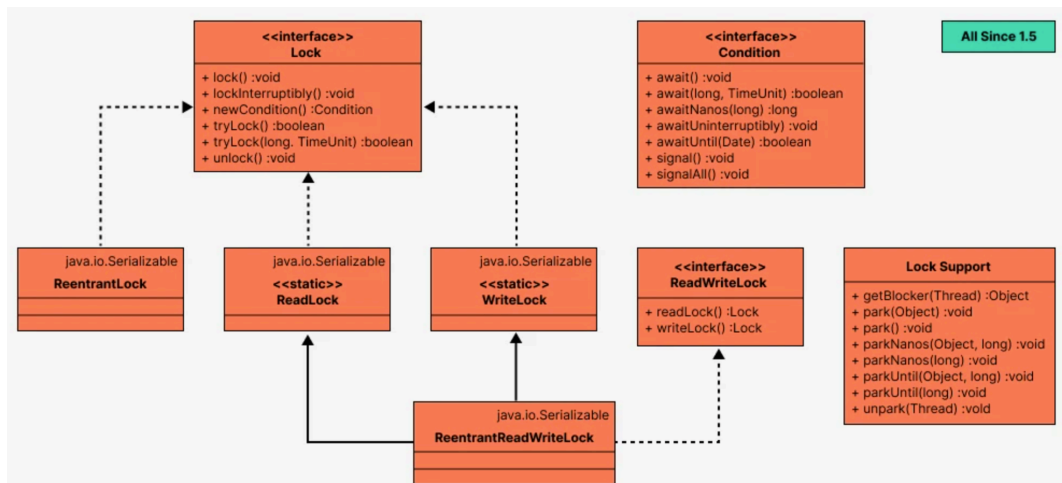 <<interface>>
Lock
+ lock() :void
+ lockInterruptibly() :void
+ newCondition() :Condition
+ tryLock() :boolean
+ tryLock(long. TimeUnit) :boolean
+ unlock() :void
<<interface>>
Condition
+ await() :void
+ await(long, TimeUnit) :boolean
+ awaitNanos(long) :long
+ awaitUninterruptibly) :void
+ awaitUntil(Date) :boolean
+ signal() :void
+ signalAll() :void
All Since 1.5
java.io.Serializable
ReentrantLock
java.io.Serializable
<<static>>
ReadLock
java.io.Serializable
<<static>>
WriteLock
<<interface>>
ReadWriteLock
+ readLock() :Lock
+ writeLock() :Lock
Lock Support
+ getBlocker(Thread) :Object
+ park(Object) :void
+ park() :void
+ parkNanos(Object, long) :void
+ parkNanos(long) :void
+ parkUntil(Object, long) :void
+ parkUntil(long) :void
+ unpark(Thread) :vold
java.io.Serializable
ReentrantReadWriteLock